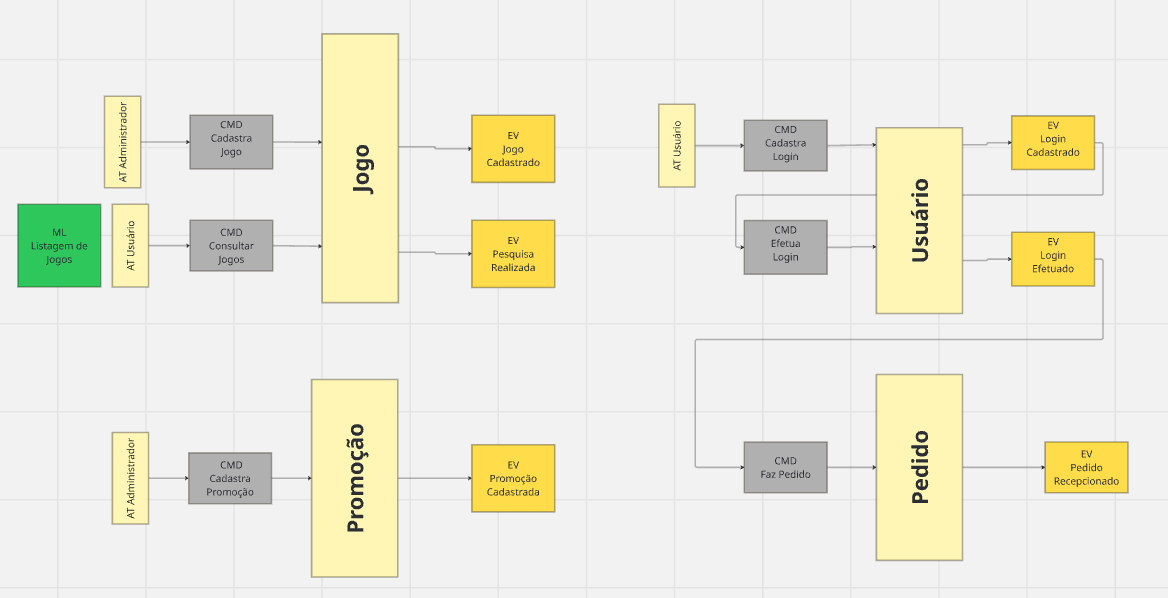 AT Administrador
CMD
Cadastra
Jogo
Jogo
EV
Jogo
Cadastrado
ML
Listagem de
Jogos
AT Usuário
CMD
Consultar
Jogos
EV
Pesquisa
Realizada
AT Administrador
CMD
Cadastra
Promoção
Promoção
EV
Promoção
Cadastrada
AT Usuário
CMD
Cadastra
Login
Usuário
EV
Login
Cadastrado
CMD
Efetua
Login
EV
Login
Efetuado
CMD
Faz Pedido
Pedido
EV
Pedido
Recepcionado